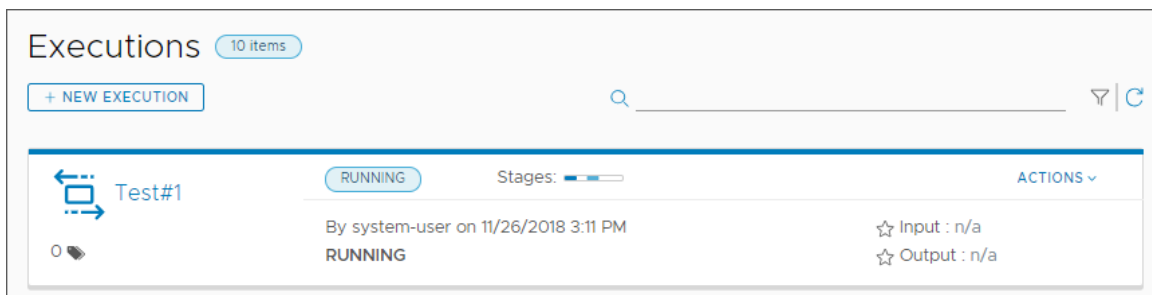 Executions 10 items
+ NEW EXECUTION
Test#1 RUNNING Stages: ACTIONS
By system-user on 11/26/2018 3:11 PM Input : n/a
0 RUNNING Output : n/a